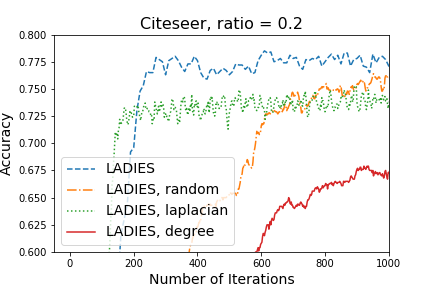 Citeseer, ratio = 0.2
Accuracy
0.800
0.775
0.750
0.725
0.700
0.675
0.650
0.625
0.600
LADIES
LADIES, random
LADIES, laplacian
LADIES, degree
0 200 400 600 800 1000
Number of Iterations